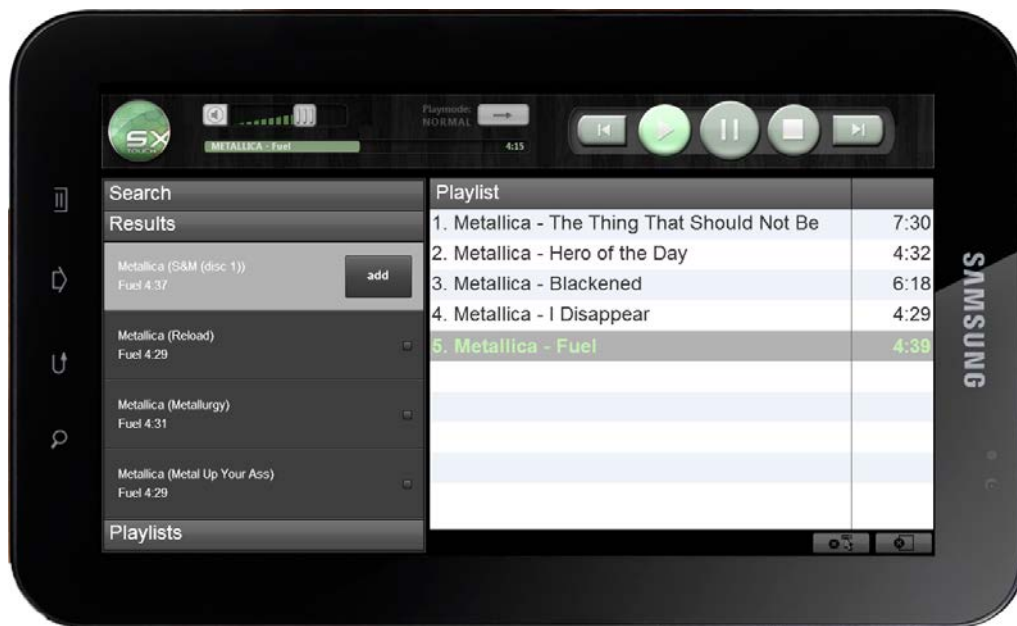 SX
TOUCH
Playmode:
NORMAL
METALLICA - Fuel
4:15
Search
Results
Metallica (S&M (disc 1))
Fuel 4:37
add
Metallica (Reload)
Fuel 4:29
Metallica (Metallurgy)
Fuel 4:31
Metallica (Metal Up Your Ass)
Fuel 4:29
Playlists
Playlist
1. Metallica - The Thing That Should Not Be 7:30
2. Metallica - Hero of the Day 4:32
3. Metallica - Blackened 6:18
4. Metallica - I Disappear 4:29
5. Metallica - Fuel 4:39
SAMSUNG